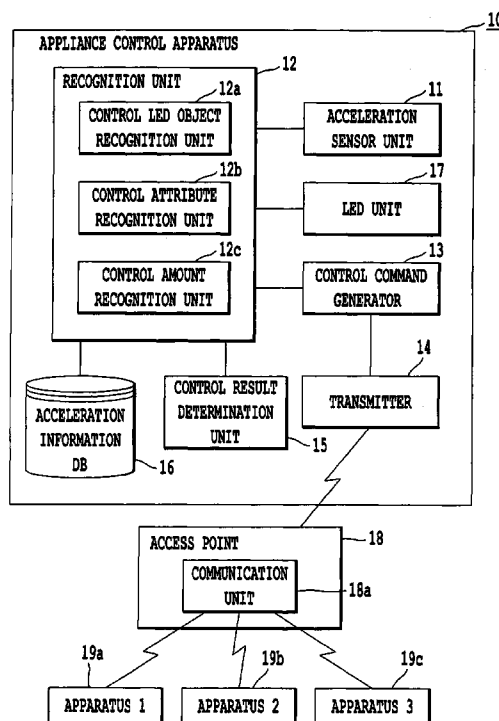 10
APPLIANCE CONTROL APPARATUS
RECOGNITION UNIT
12
12a
CONTROL LED OBJECT
RECOGNITION UNIT
11
ACCELERATION
SENSOR UNIT
12b
CONTROL ATTRIBUTE
RECOGNITION UNIT
17
LED UNIT
12c
CONTROL AMOUNT
RECOGNITION UNIT
13
CONTROL COMMAND
GENERATOR
ACCELERATION
INFORMATION
DB
16
CONTROL RESULT
DETERMINATION
UNIT
15
14
TRANSMITTER
ACCESS POINT
18
COMMUNICATION
UNIT
18a
19a
APPARATUS 1
19b
APPARATUS 2
19c
APPARATUS 3